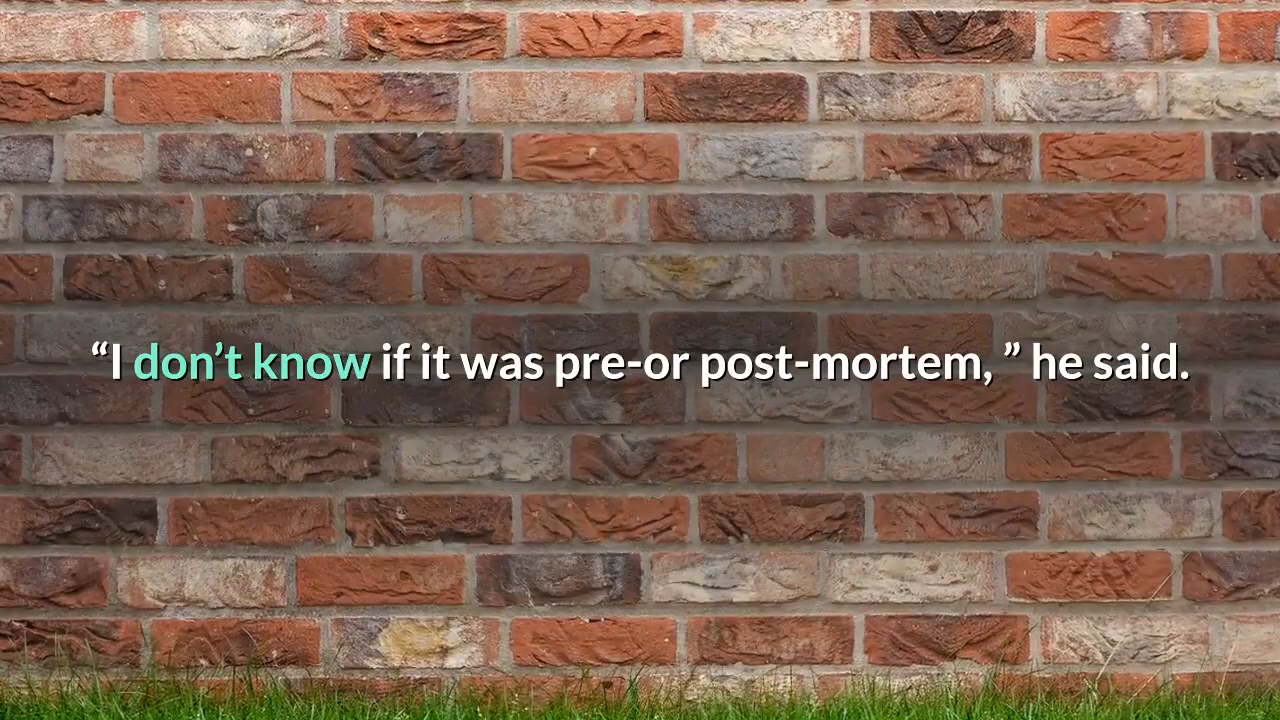 “I don’t know if it was pre-or post-mortem, ” he said.